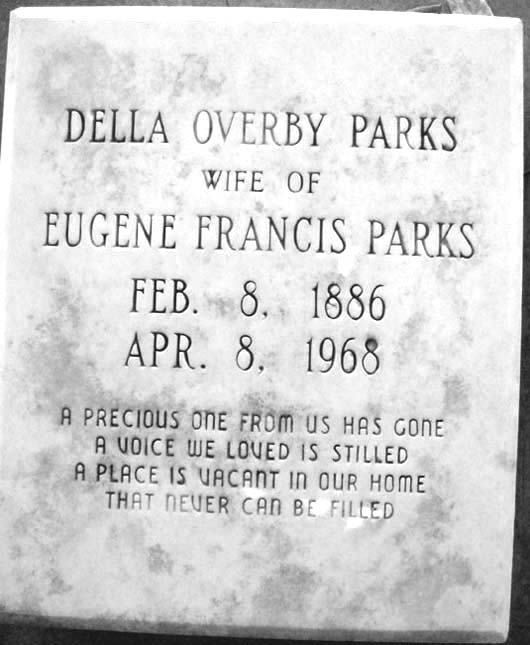 DELLA OVERBY PARKS
WIFE OF
EUGENE FRANCIS PARKS
FEB. 8, 1886
APR. 8, 1968
A PRECIOUS ONE FROM US HAS GONE
A VOICE WE LOVED IS STILLED
A PLACE IS VACANT IN OUR HOME
THAT NEVER CAN BE FILLED